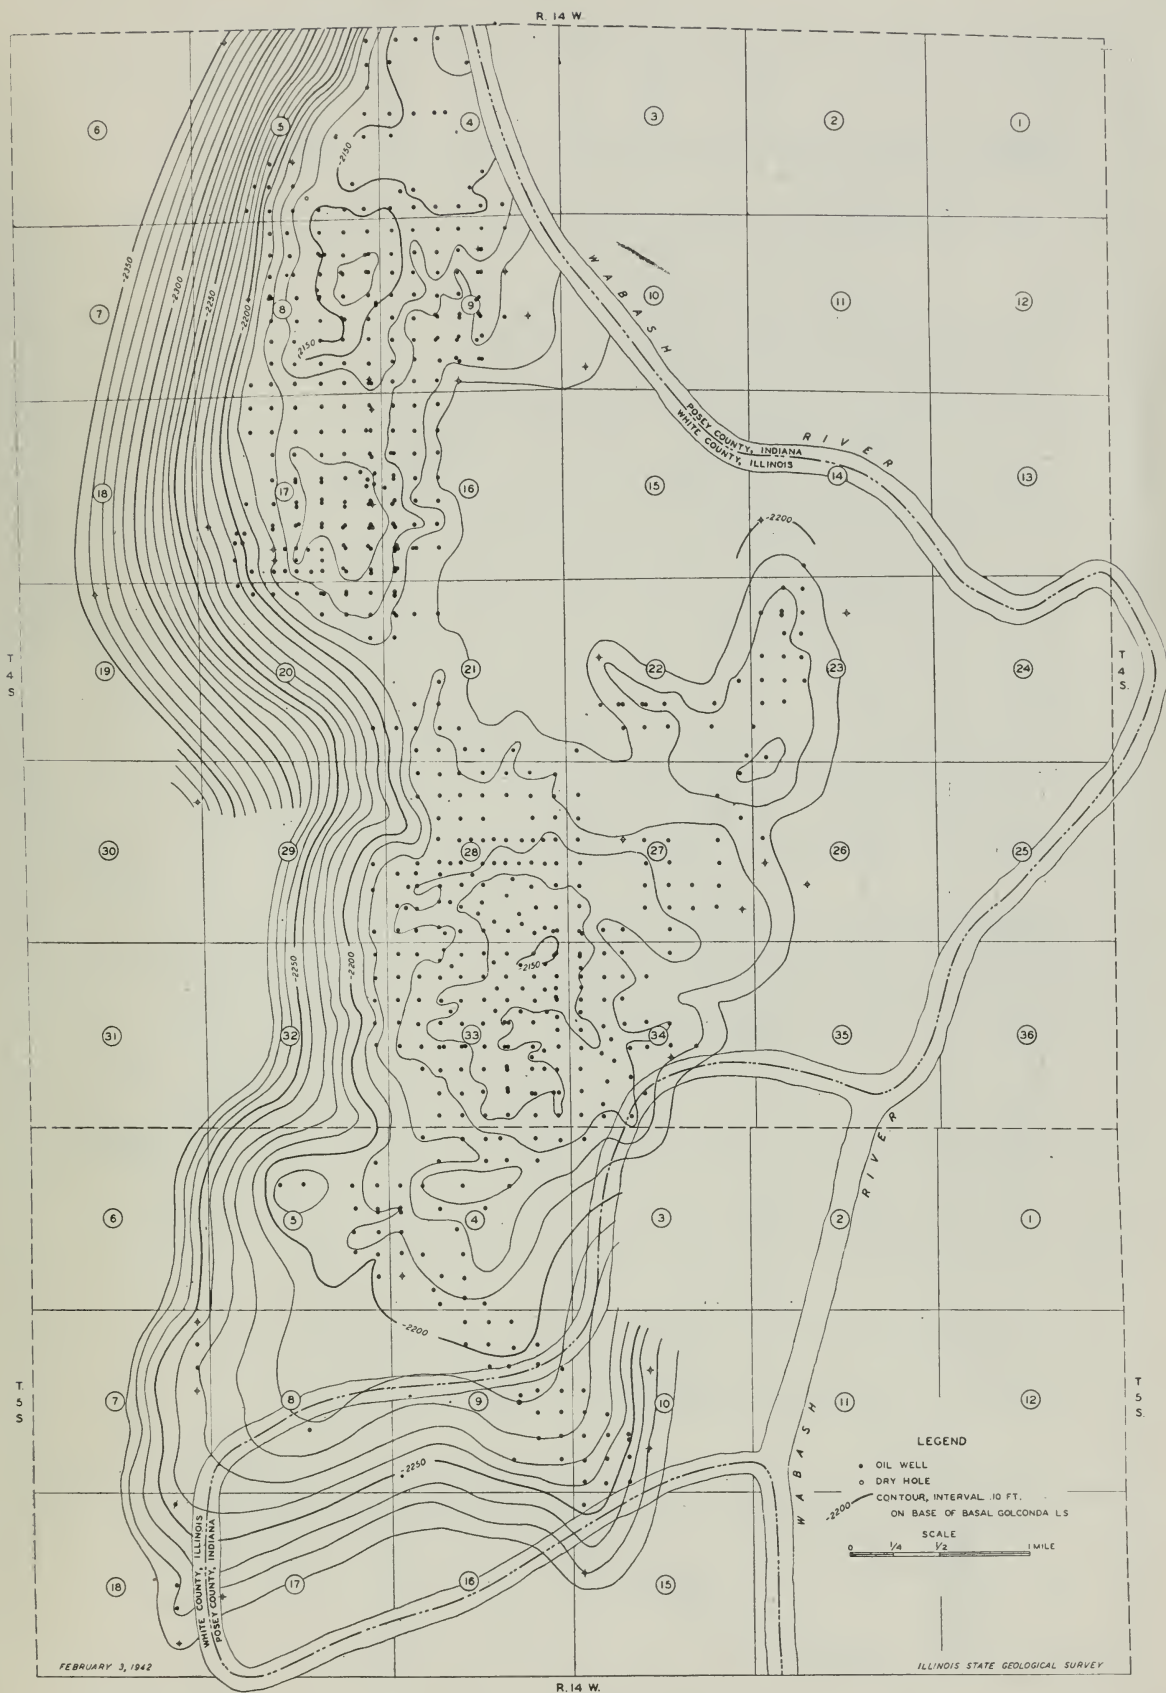 R. 14 W.
6
5
4
3
2
1
-2150
7
8
9
10
11
12
-2350
-2300
-2250
-2200
-2150
WABASH
RIVER
POSEY COUNTY, INDIANA
WHITE COUNTY, ILLINOIS
18
17
16
15
14
13
-2200
T
4
S
19
20
21
22
23
24
T
4
S.
30
29
28
27
26
25
-2250
-2200
-2150
31
32
33
34
35
36
RIVER
6
5
4
3
2
1
-2200
T.
5
S
7
8
9
10
11
12
T
5
S.
-2250
WABASH
LEGEND
OIL WELL
DRY HOLE
-2200
CONTOUR, INTERVAL 10 FT.
ON BASE OF BASAL GOLCONDA LS
SCALE
0 1/4 1/2 1 MILE
WHITE COUNTY, ILLINOIS
POSEY COUNTY, INDIANA
18
17
16
15
FEBRUARY 3, 1942
ILLINOIS STATE GEOLOGICAL SURVEY
R. 14 W.